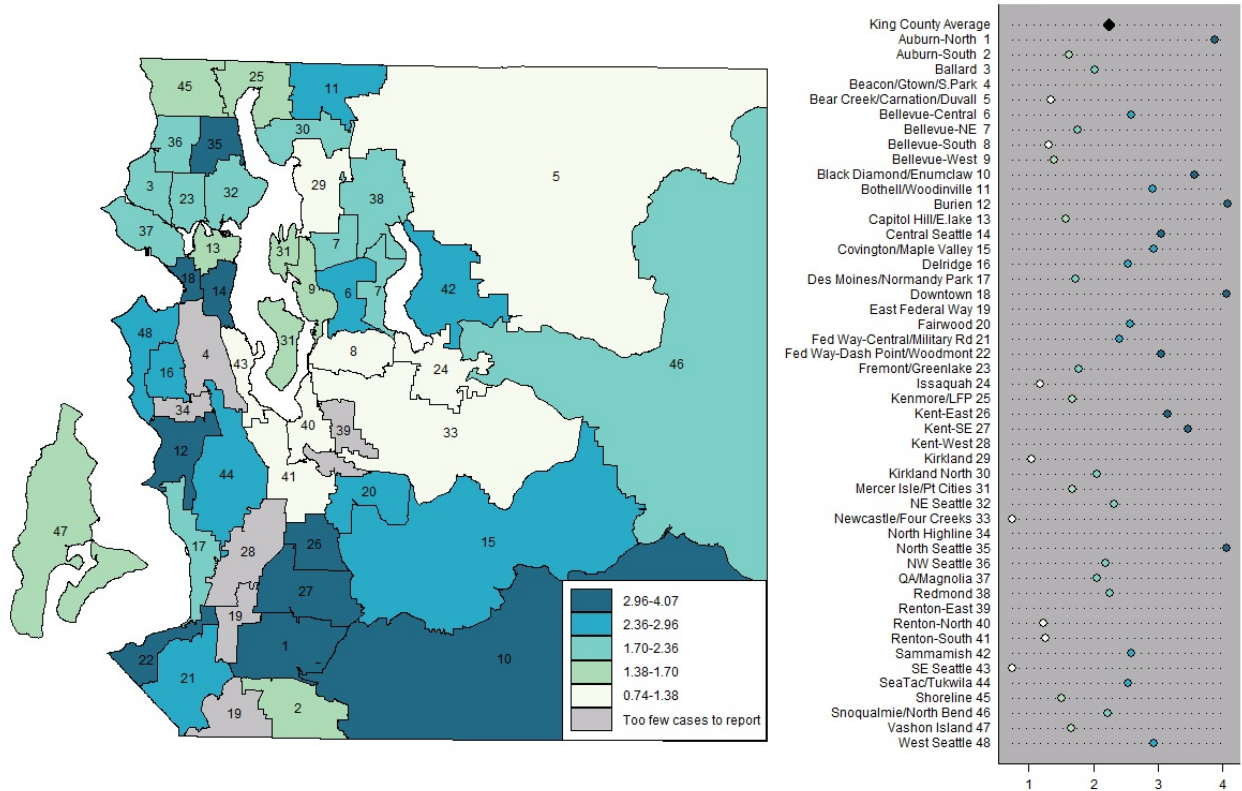 45
25
11
36
35
30
5
3
23
32
29
38
37
13
31
7
18
14
9
6
7
42
48
4
43
31
8
46
16
24
34
40
39
33
12
44
41
20
47
17
28
26
15
27
19
1
10
22
21
19
2
2.96-4.07
2.36-2.96
1.70-2.36
1.38-1.70
0.74-1.38
Too few cases to report
King County Average
Auburn-North 1
Auburn-South 2
Ballard 3
Beacon/Gtown/S.Park 4
Bear Creek/Carnation/Duvall 5
Bellevue-Central 6
Bellevue-NE 7
Bellevue-South 8
Bellevue-West 9
Black Diamond/Enumclaw 10
Bothell/Woodinville 11
Burien 12
Capitol Hill/E.lake 13
Central Seattle 14
Covington/Maple Valley 15
Delridge 16
Des Moines/Normandy Park 17
Downtown 18
East Federal Way 19
Fairwood 20
Fed Way-Central/Military Rd 21
Fed Way-Dash Point/Woodmont 22
Fremont/Greenlake 23
Issaquah 24
Kenmore/LFP 25
Kent-East 26
Kent-SE 27
Kent-West 28
Kirkland 29
Kirkland North 30
Mercer Isle/Pt Cities 31
NE Seattle 32
Newcastle/Four Creeks 33
North Highline 34
North Seattle 35
NW Seattle 36
QA/Magnolia 37
Redmond 38
Renton-East 39
Renton-North 40
Renton-South 41
Sammamish 42
SE Seattle 43
SeaTac/Tukwila 44
Shoreline 45
Snoqualmie/North Bend 46
Vashon Island 47
West Seattle 48
1 2 3 4